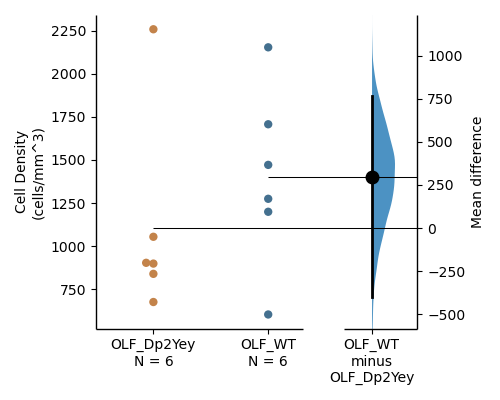 Cell Density
(cells/mm^3)
2250
2000
1750
1500
1250
1000
750
OLF_Dp2Yey
N = 6
OLF_WT
N = 6
OLF_WT
minus
OLF_Dp2Yey
1000
750
500
250
0
−250
−500
Mean difference